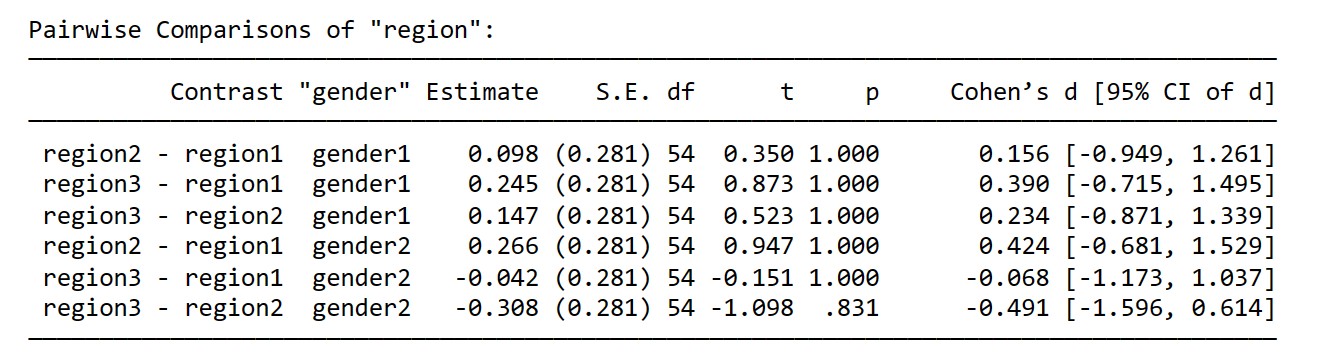 Pairwise Comparisons of "region":
Contrast "gender" Estimate S.E. df t p Cohen’s d [95% CI of d]
region2 - region1 gender1 0.098 (0.281) 54 0.350 1.000 0.156 [-0.949, 1.261]
region3 - region1 gender1 0.245 (0.281) 54 0.873 1.000 0.390 [-0.715, 1.495]
region3 - region2 gender1 0.147 (0.281) 54 0.523 1.000 0.234 [-0.871, 1.339]
region2 - region1 gender2 0.266 (0.281) 54 0.947 1.000 0.424 [-0.681, 1.529]
region3 - region1 gender2 -0.042 (0.281) 54 -0.151 1.000 -0.068 [-1.173, 1.037]
region3 - region2 gender2 -0.308 (0.281) 54 -1.098 .831 -0.491 [-1.596, 0.614]